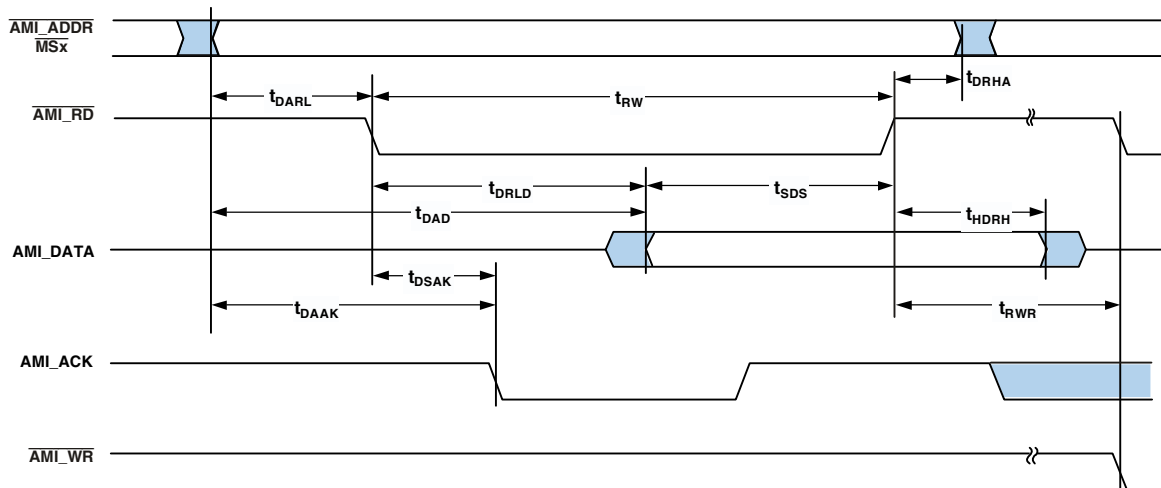 AMI_ADDR
MSx
tDARL
tRW
tDRHA
AMI_RD
tDRLD
tSDS
tDAD
tHDRH
AMI_DATA
tDSAK
tDAAK
tRWR
AMI_ACK
AMI_WR